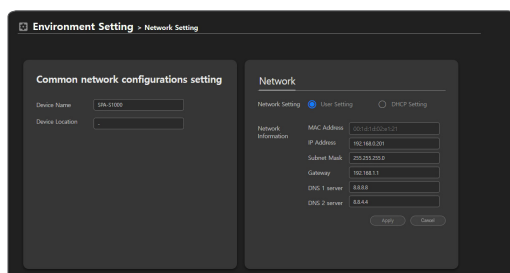 Environment Setting > Network Setting
Common network configurations setting
Device Name SPA-S1000
Device Location -
Network
Network Setting User Setting DHCP Setting
Network Information
MAC Address
IP Address 192.168.0.201
Subnet Mask 255.255.255.0
Gateway 192.168.1.1
DNS 1 server 8.8.8.8
DNS 2 server 8.8.4.4
Apply Cancel